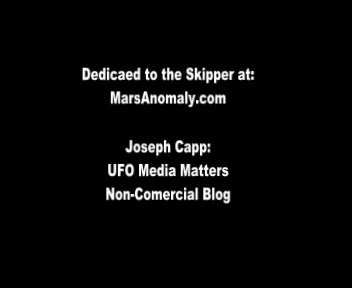 Dedicaed to the Skipper at:
MarsAnomaly.com
Joseph Capp:
UFO Media Matters
Non-Comercial Blog